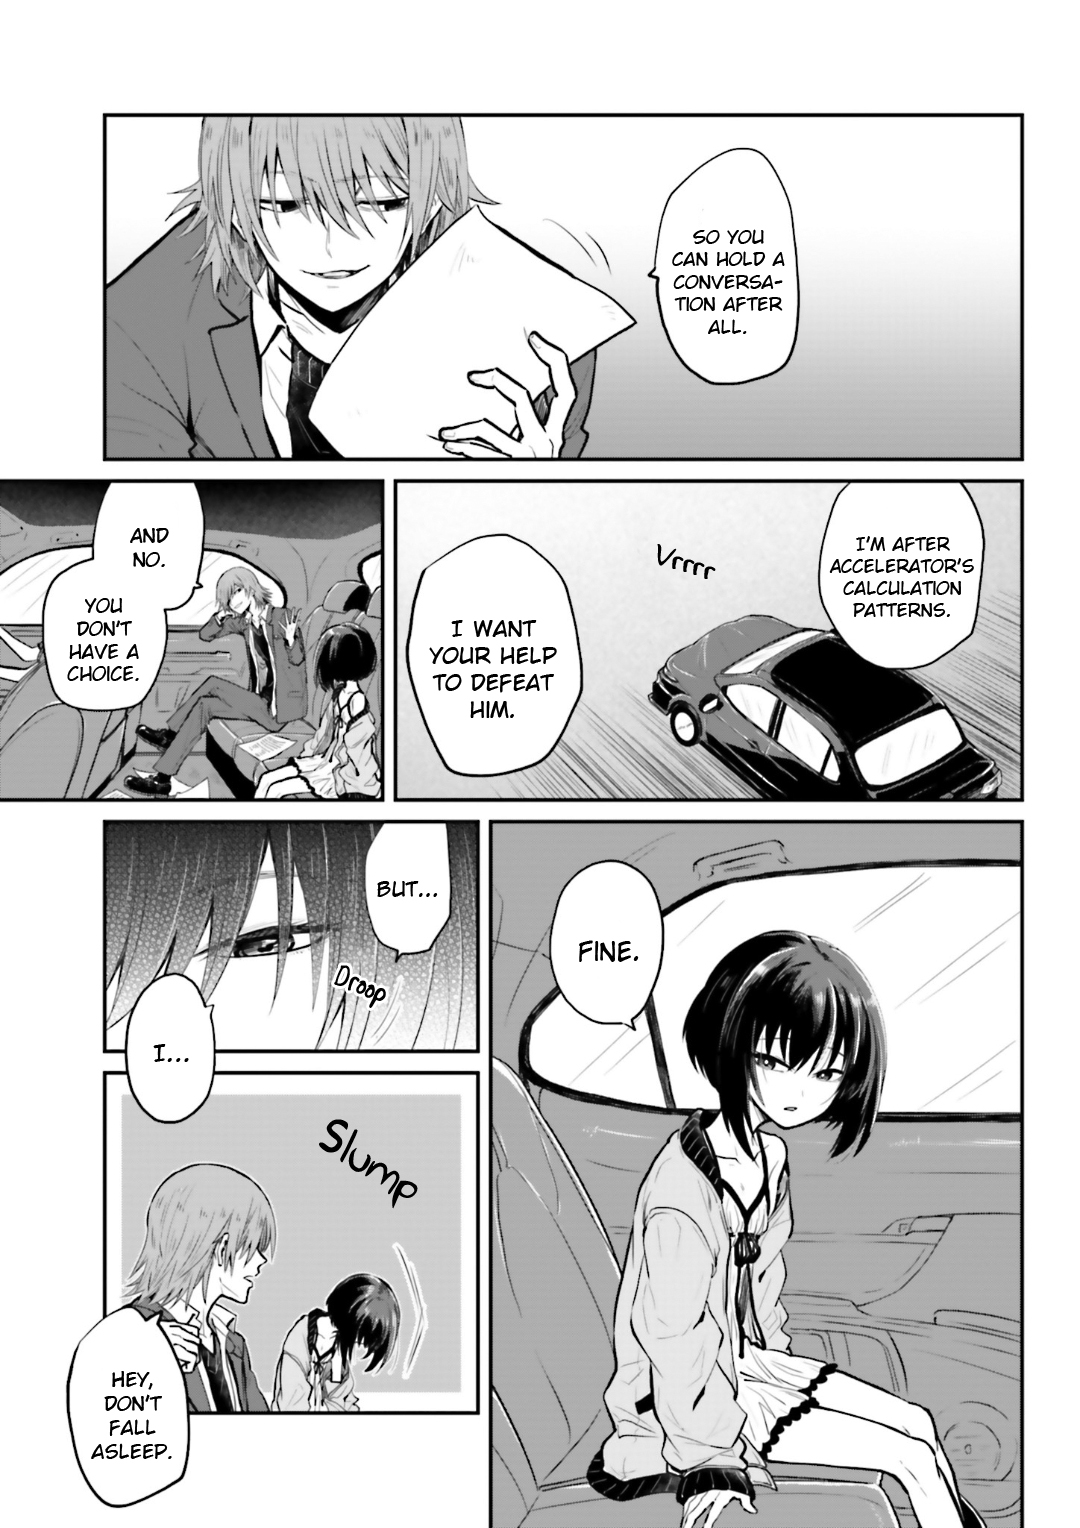 SO YOU
CAN HOLD A
CONVERSA-
TION AFTER
ALL.
I'M AFTER
ACCELERATOR'S
CALCULATION
PATTERNS.
Vrrrr
I WANT
YOUR HELP
TO DEFEAT
HIM.
AND
NO.
YOU
DON'T
HAVE A
CHOICE.
FINE.
BUT...
Droop
I...
Slump
HEY,
DON'T
FALL
ASLEEP.